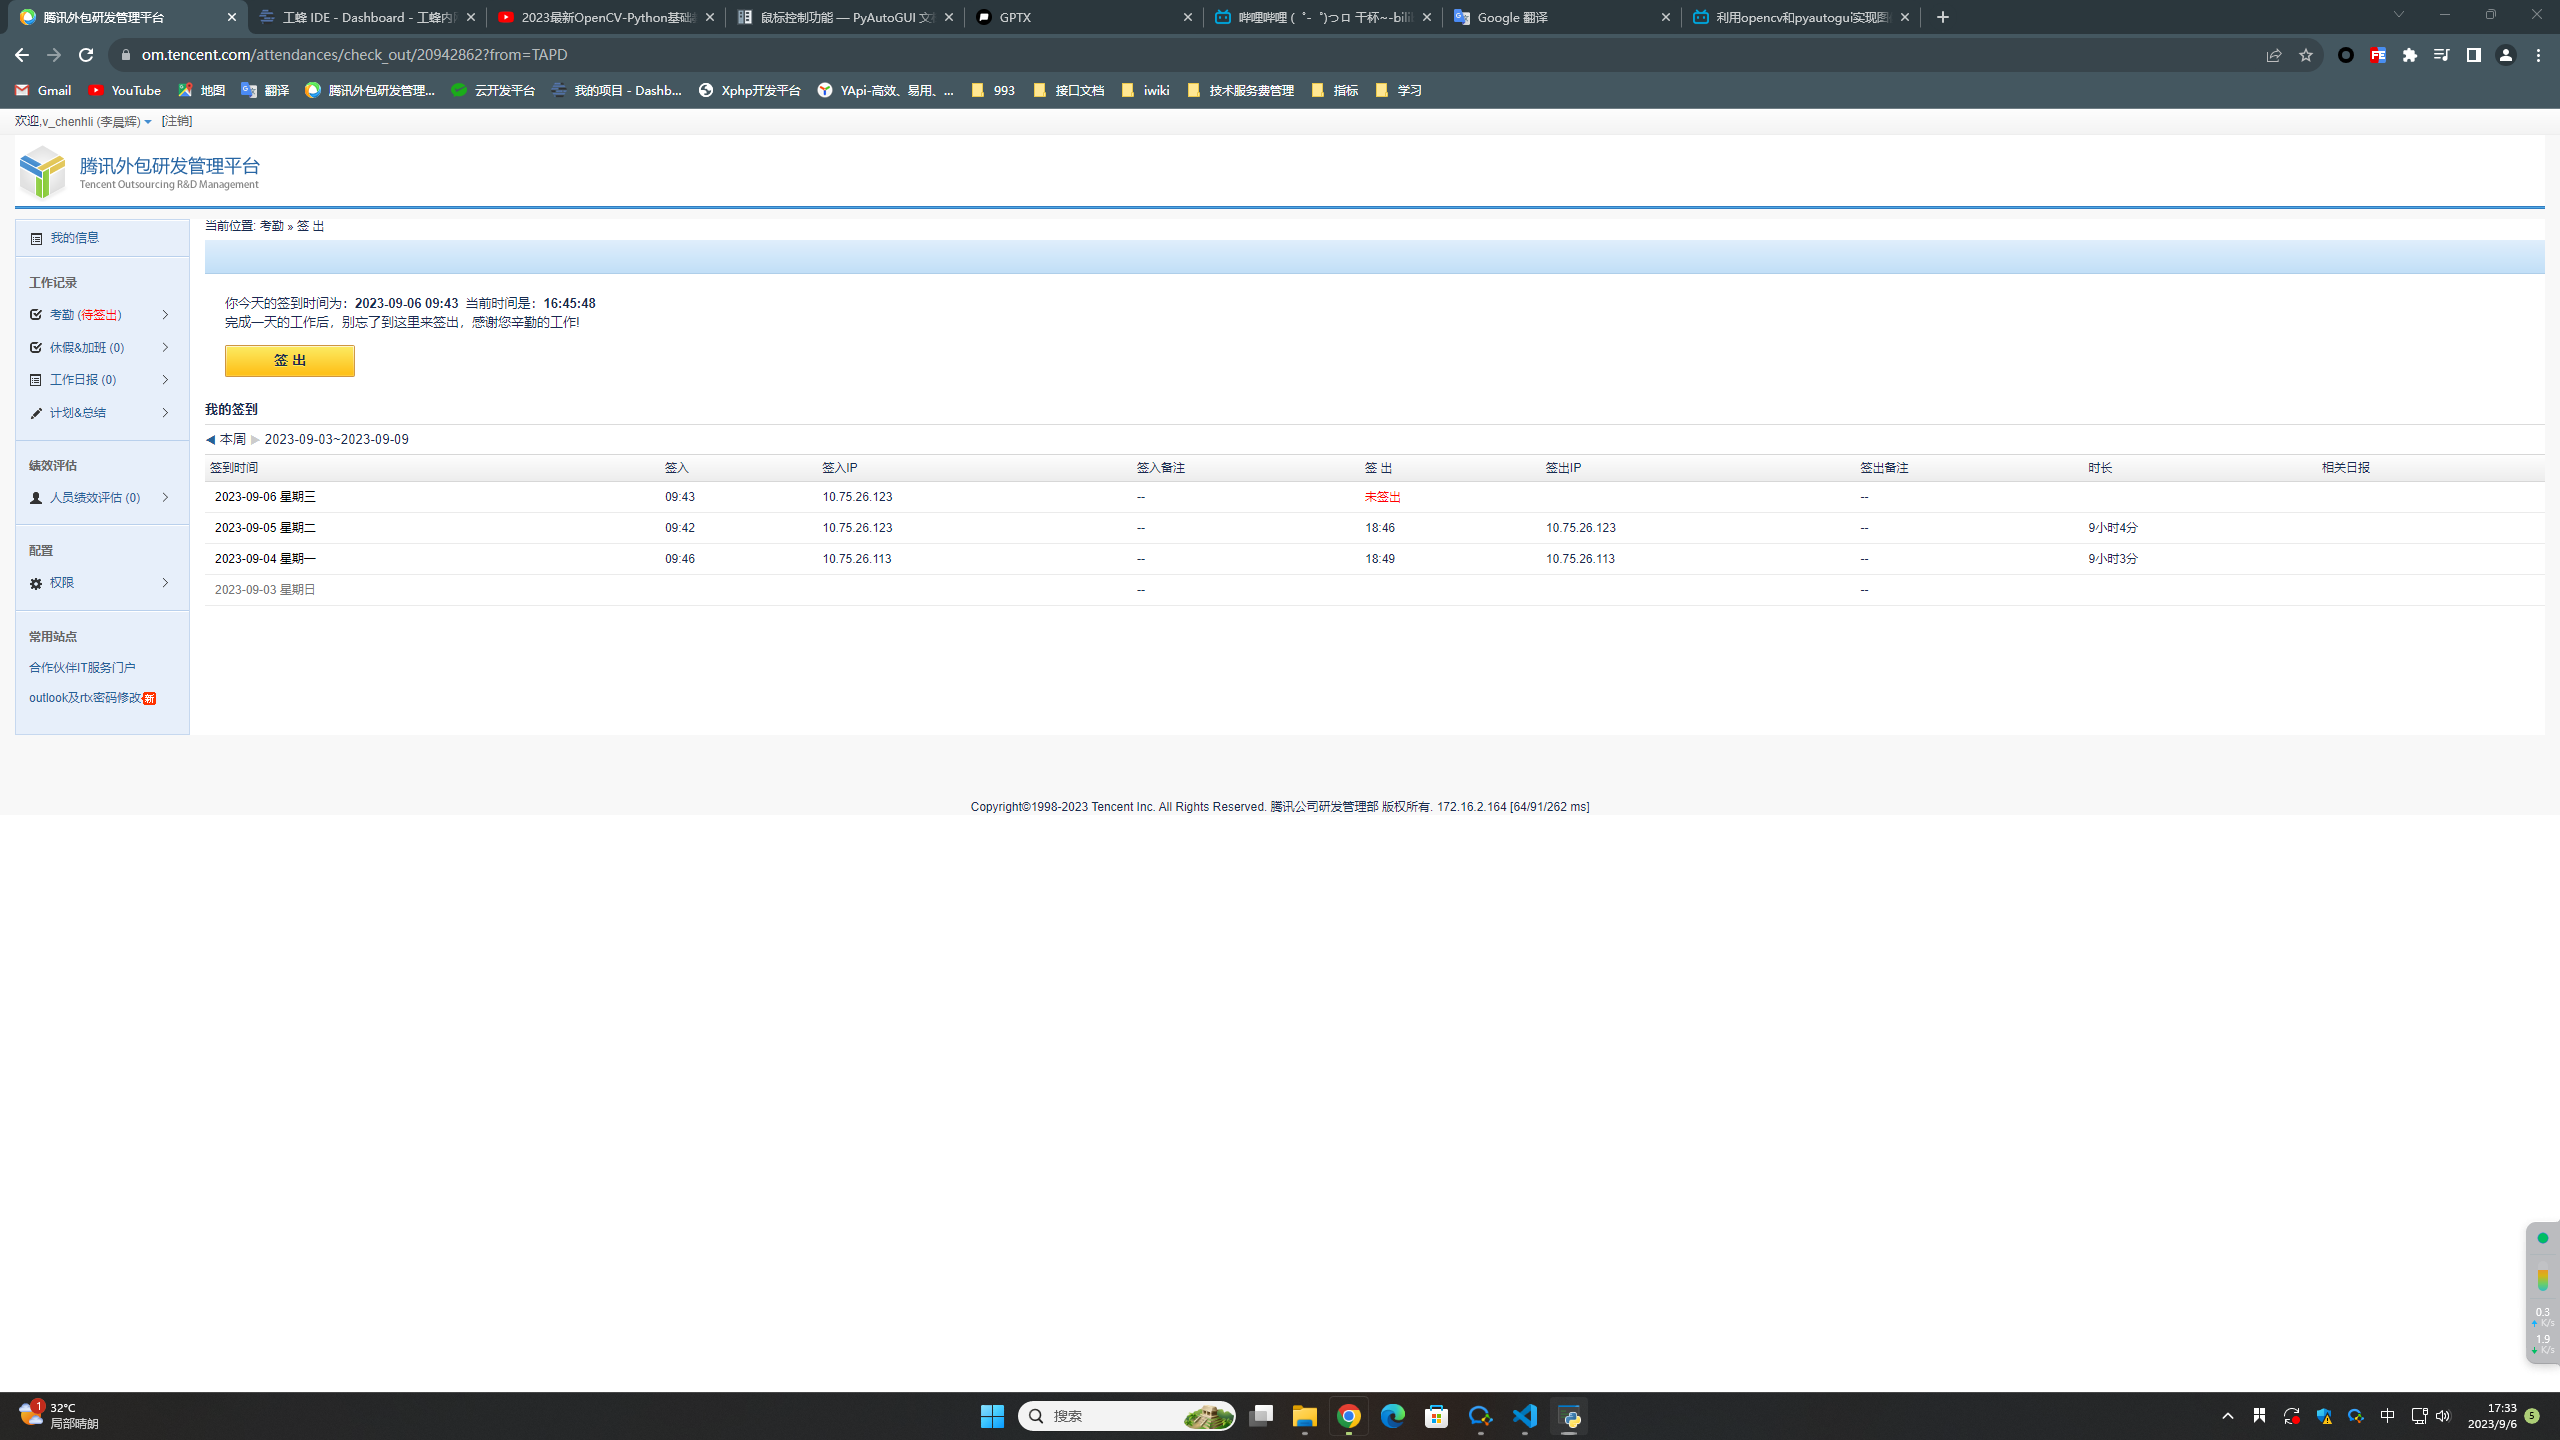 腾讯外包研发管理平台
工蜂 IDE - Dashboard - 工蜂内
2023最新OpenCV-Python基础
鼠标控制功能 — PyAutoGUI 文
GPTX
哔哩哔哩 (゜-゜)つロ 干杯~-bili
Google 翻译
利用opencv和pyautogui实现图
om.tencent.com/attendances/check_out/20942862?from=TAPD
Gmail
YouTube
地图
翻译
腾讯外包研发管理...
云开发平台
我的项目 - Dashb...
Xphp开发平台
YApi-高效、易用、...
993
接口文档
iwiki
技术服务费管理
指标
学习
欢迎,v_chenhli (李晨辉) [注销]
腾讯外包研发管理平台
Tencent Outsourcing R&D Management
我的信息
工作记录
考勤 (待签出)
休假&加班 (0)
工作日报 (0)
计划&总结
绩效评估
人员绩效评估 (0)
配置
权限
常用站点
合作伙伴IT服务门户
outlook及rtx密码修改 新
当前位置: 考勤 » 签 出
你今天的签到时间为：2023-09-06 09:43 当前时间是：16:45:48
完成一天的工作后，别忘了到这里来签出，感谢您辛勤的工作!
签 出
我的签到
◀ 本周 ▶ 2023-09-03~2023-09-09
签到时间 签入 签入IP 签入备注 签 出 签出IP 签出备注 时长 相关日报
2023-09-06 星期三 09:43 10.75.26.123 -- 未签出 --
2023-09-05 星期二 09:42 10.75.26.123 -- 18:46 10.75.26.123 -- 9小时4分
2023-09-04 星期一 09:46 10.75.26.113 -- 18:49 10.75.26.113 -- 9小时3分
2023-09-03 星期日 -- --
Copyright©1998-2023 Tencent Inc. All Rights Reserved. 腾讯公司研发管理部 版权所有. 172.16.2.164 [64/91/262 ms]
0.3
K/s
1.9
K/s
1
32°C
局部晴朗
搜索
中
17:33
2023/9/6
5